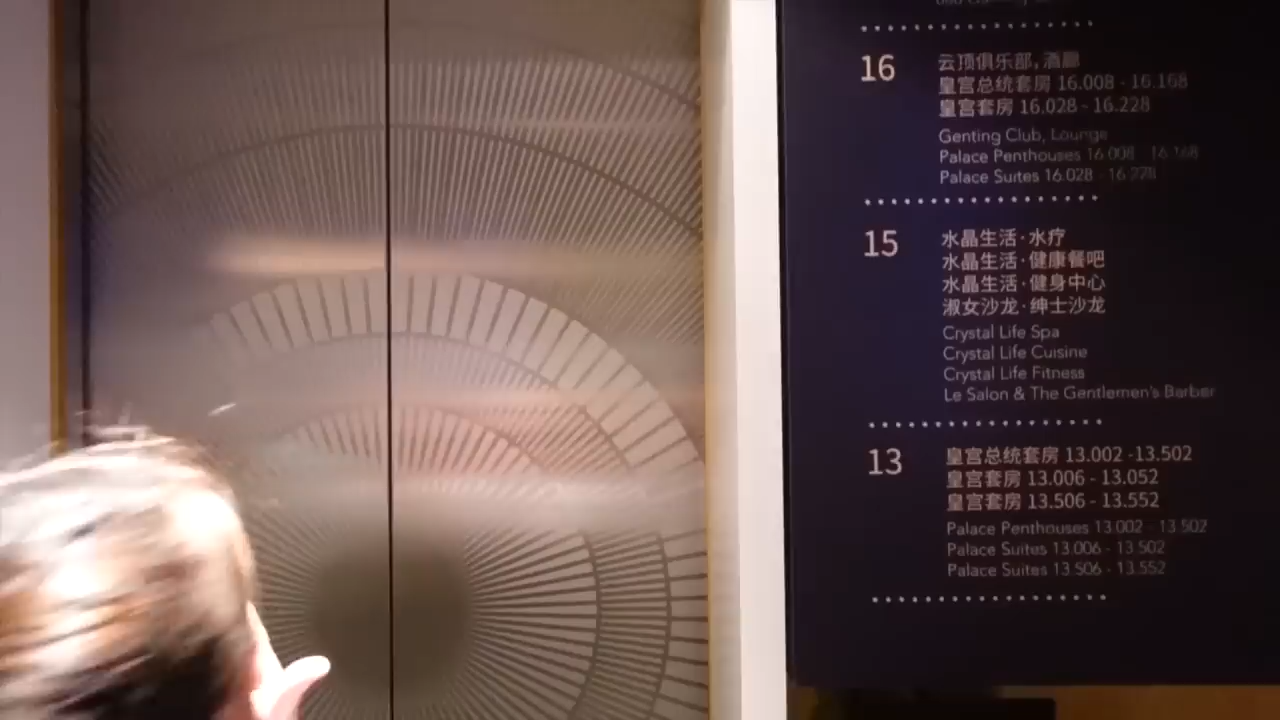 16
云顶俱乐部，酒廊
皇宫总统套房 16.008 - 16.168
皇宫套房 16.028 - 16.228
Genting Club, Lounge
Palace Penthouses 16.008 - 16.168
Palace Suites 16.028 - 16.228
15
水晶生活·水疗
水晶生活·健康餐吧
水晶生活·健身中心
淑女沙龙·绅士沙龙
Crystal Life Spa
Crystal Life Cuisine
Crystal Life Fitness
Le Salon & The Gentlemen's Barber
13
皇宫总统套房 13.002 -13.502
皇宫套房 13.006 - 13.052
皇宫套房 13.506 - 13.552
Palace Penthouses 13.002 - 13.502
Palace Suites 13.006 - 13.502
Palace Suites 13.506 - 13.552